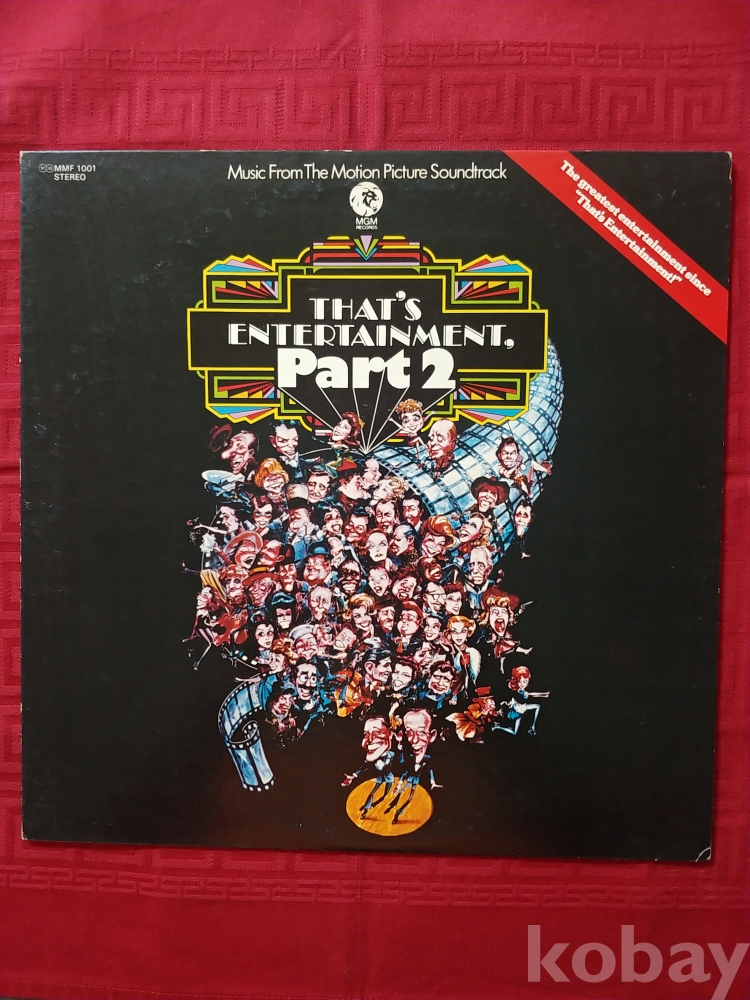 MMF 1001
STEREO
Music From The Motion Picture Soundtrack
MGM
RECORDS
The greatest entertainment since
"That's Entertainment!"
THAT'S
ENTERTAINMENT,
Part 2
kobay